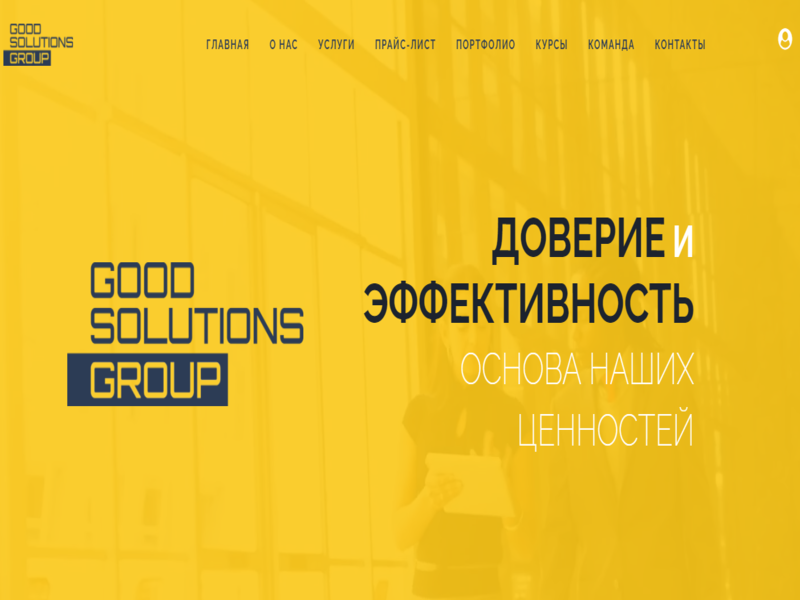 GOOD
SOLUTIONS
GROUP
ГЛАВНАЯ О НАС УСЛУГИ ПРАЙС-ЛИСТ ПОРТФОЛИО КУРСЫ КОМАНДА КОНТАКТЫ
GOOD
SOLUTIONS
GROUP
ДОВЕРИЕ И
ЭФФЕКТИВНОСТЬ
ОСНОВА НАШИХ
ЦЕННОСТЕЙ